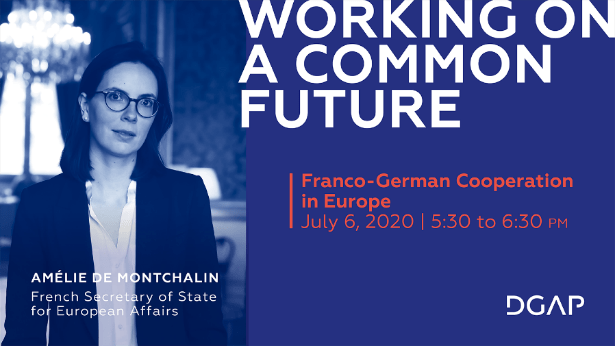 WORKING ON
A COMMON
FUTURE
Franco-German Cooperation
in Europe
July 6, 2020 | 5:30 to 6:30 PM
AMÉLIE DE MONTCHALIN
French Secretary of State
for European Affairs
DGAP